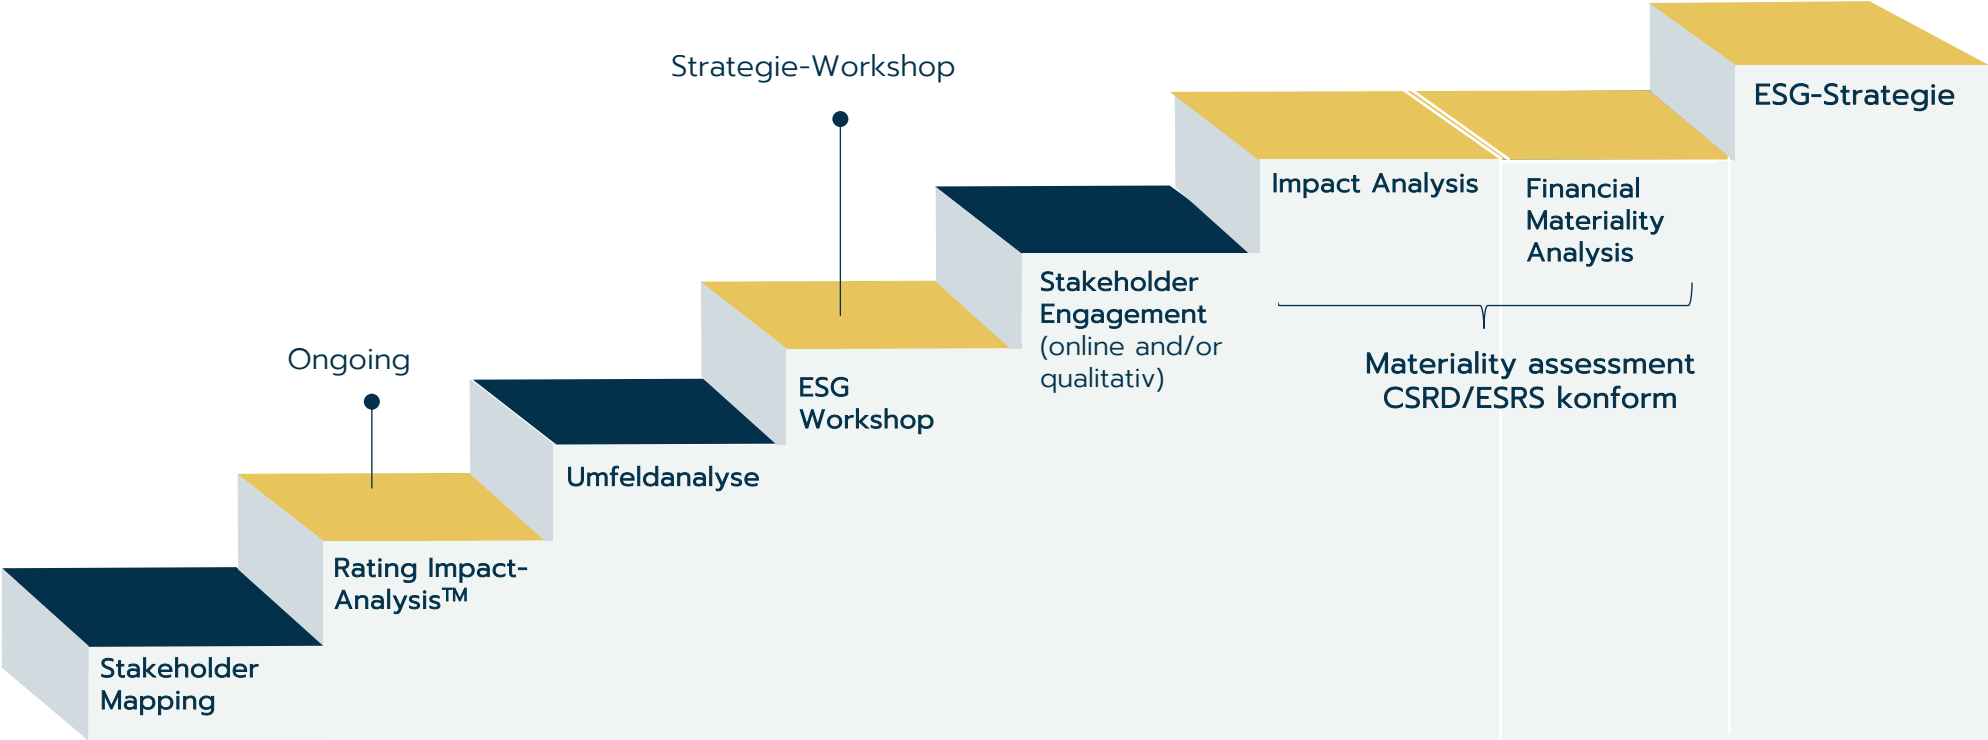 Strategie-Workshop
ESG-Strategie
Impact Analysis
Financial
Materiality
Analysis
Stakeholder
Engagement
(online and/or
qualitativ)
Materiality assessment
CSRD/ESRS konform
Ongoing
ESG
Workshop
Umfeldanalyse
Rating Impact-
Analysis™
Stakeholder
Mapping